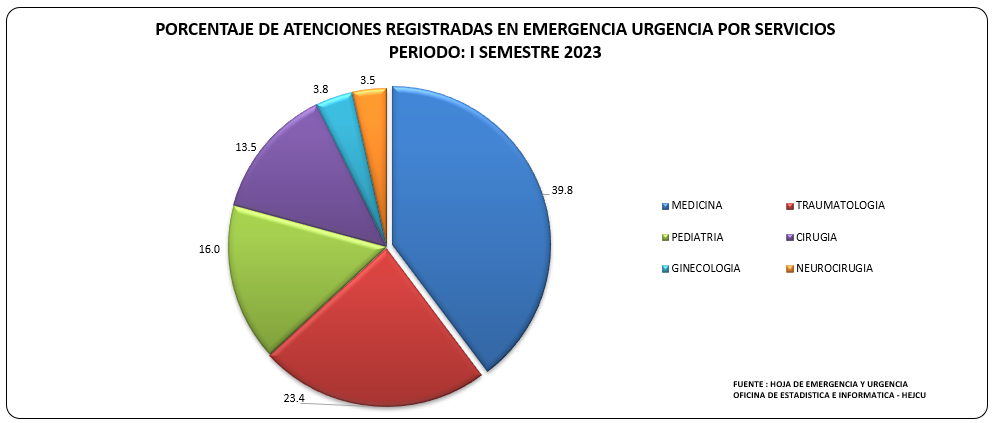 PORCENTAJE DE ATENCIONES REGISTRADAS EN EMERGENCIA URGENCIA POR SERVICIOS
PERIODO: I SEMESTRE 2023
3.5
3.8
13.5
39.8
16.0
23.4
MEDICINA
TRAUMATOLOGIA
PEDIATRIA
CIRUGIA
GINECOLOGIA
NEUROCIRUGIA
FUENTE : HOJA DE EMERGENCIA Y URGENCIA
OFICINA DE ESTADISTICA E INFORMATICA - HEJCU